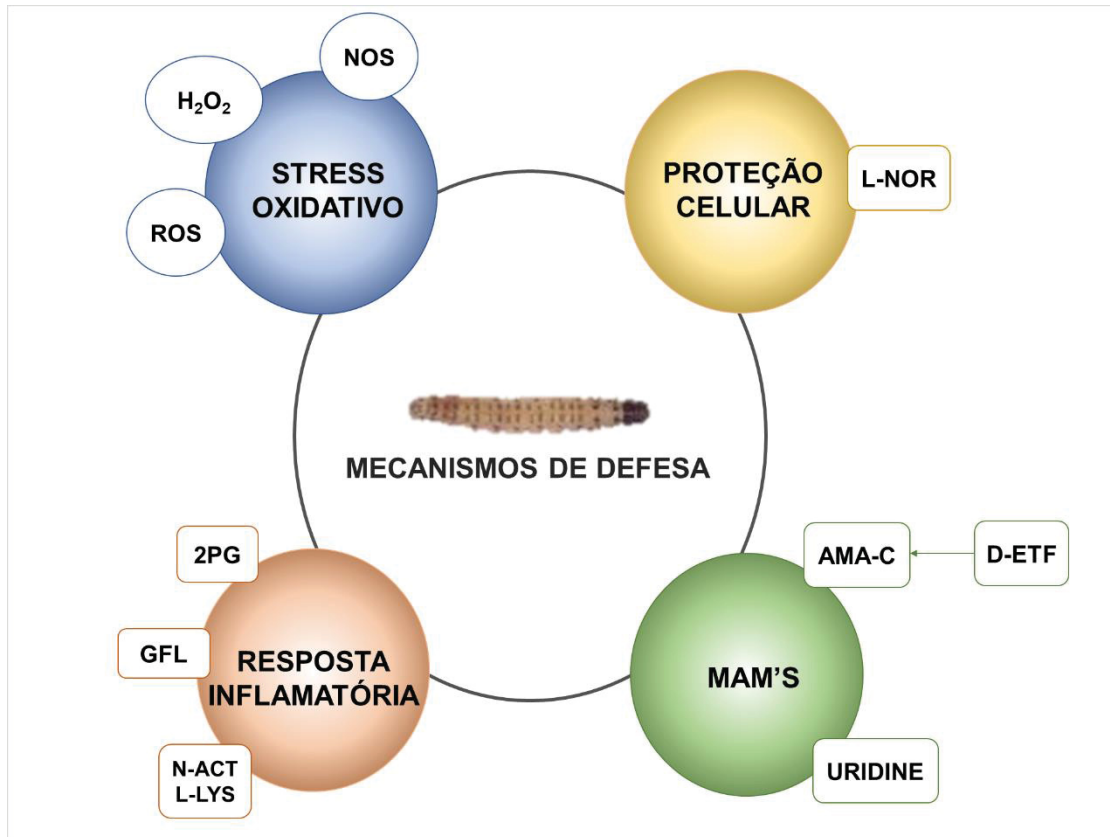 NOS
H₂O₂
ROS
STRESS
OXIDATIVO
PROTEÇÃO
CELULAR
L-NOR
MECANISMOS DE DEFESA
2PG
GFL
N-ACT
L-LYS
RESPOSTA
INFLAMATÓRIA
AMA-C
D-ETF
MAM’S
URIDINE